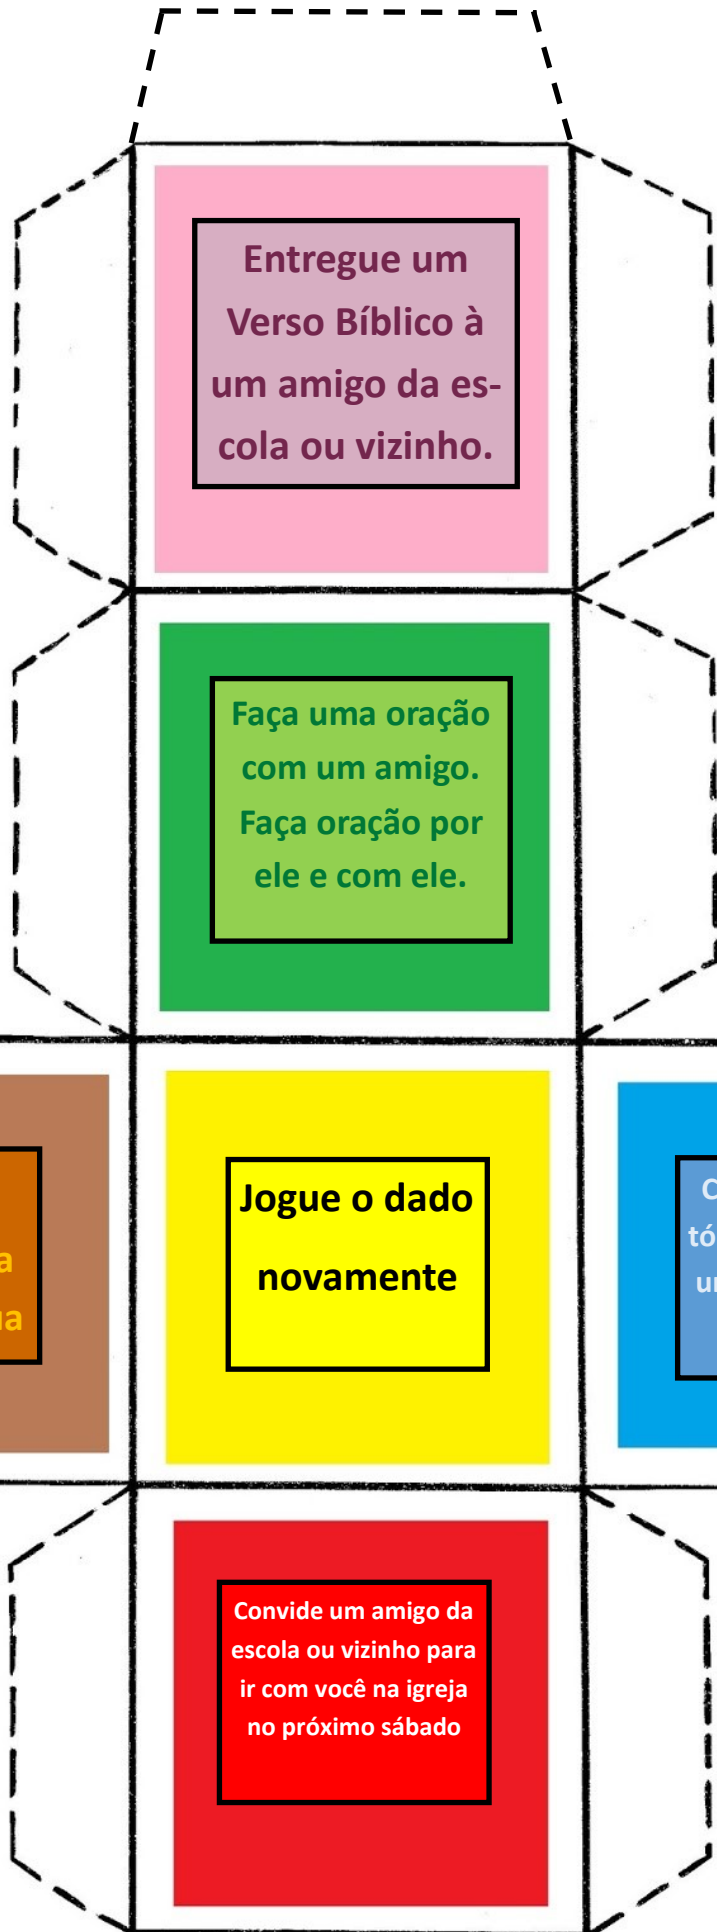 Entregue um
Verso Bíblico à
um amigo da es-
cola ou vizinho.
Faça uma oração
com um amigo.
Faça oração por
ele e com ele.
Jogue o dado
novamente
Convide um amigo da
escola ou vizinho para
ir com você na igreja
no próximo sábado